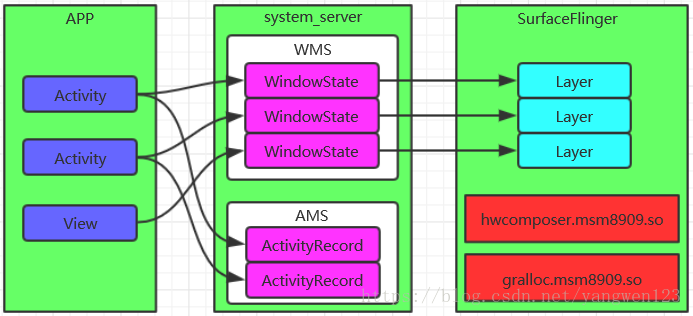 APP
Activity
Activity
View
system_server
WMS
WindowState
WindowState
WindowState
AMS
ActivityRecord
ActivityRecord
SurfaceFlinger
Layer
Layer
Layer
hwcomposer.msm8909.so
gralloc.msm8909.so
http://blog.csdn.net/yangwen123